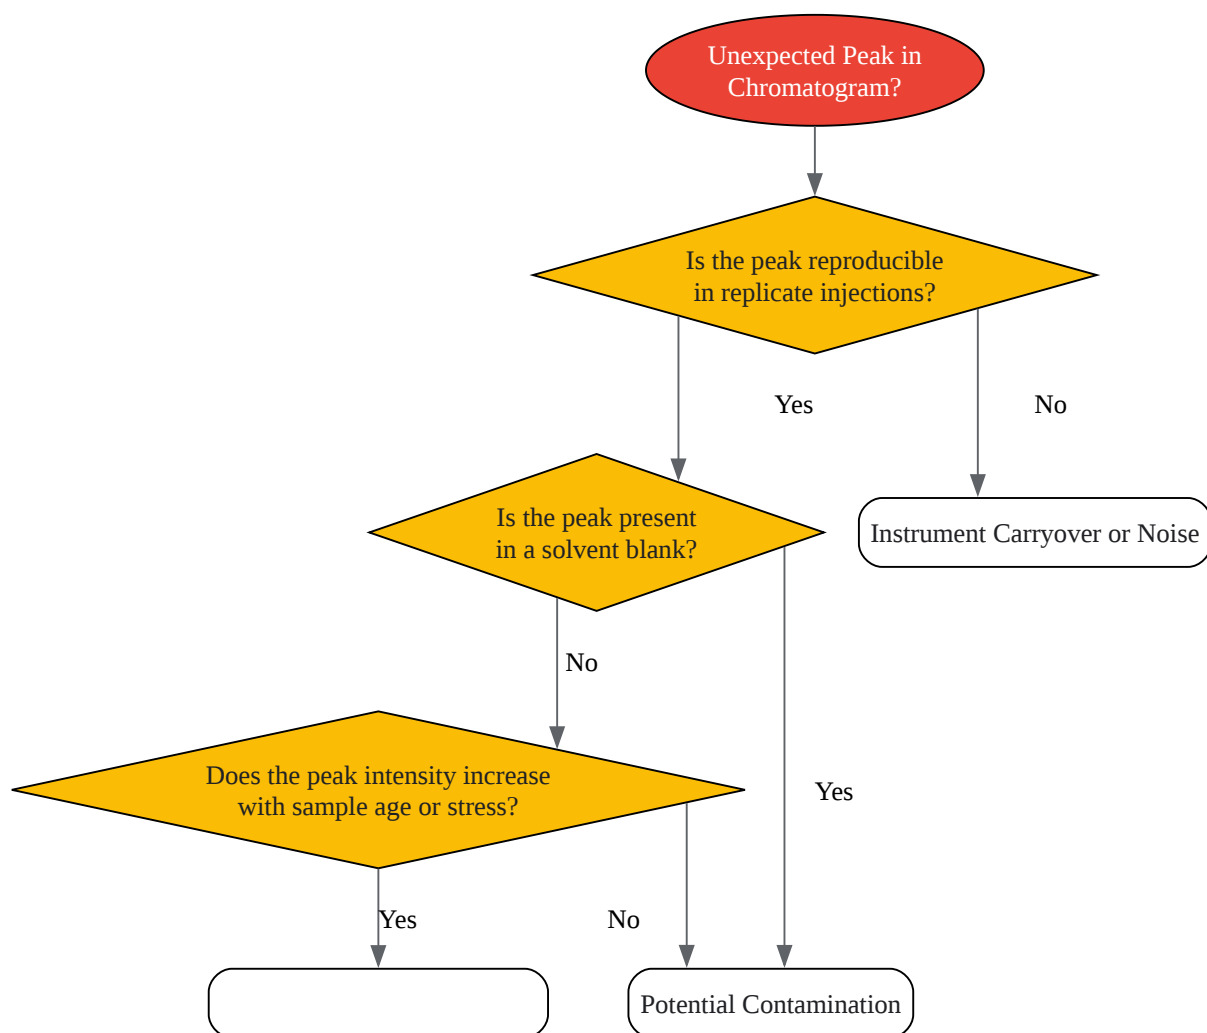 Unexpected Peak in
Chromatogram?
Is the peak reproducible
in replicate injections?
Yes
No
Is the peak present
in a solvent blank?
Instrument Carryover or Noise
No
Does the peak intensity increase
with sample age or stress?
Yes
Yes
No
Potential Contamination